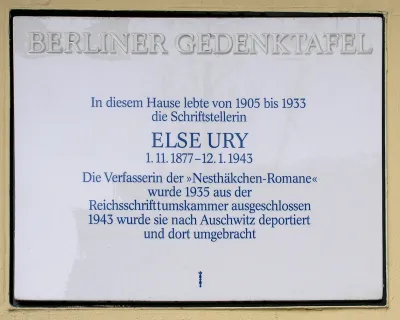 BERLINER GEDENKTAFEL
In diesem Hause lebte von 1905 bis 1933
die Schriftstellerin
ELSE URY
1.11.1877–12.1.1943
Die Verfasserin der »Nesthäkchen-Romane«
wurde 1935 aus der
Reichsschrifttumskammer ausgeschlossen
1943 wurde sie nach Auschwitz deportiert
und dort umgebracht